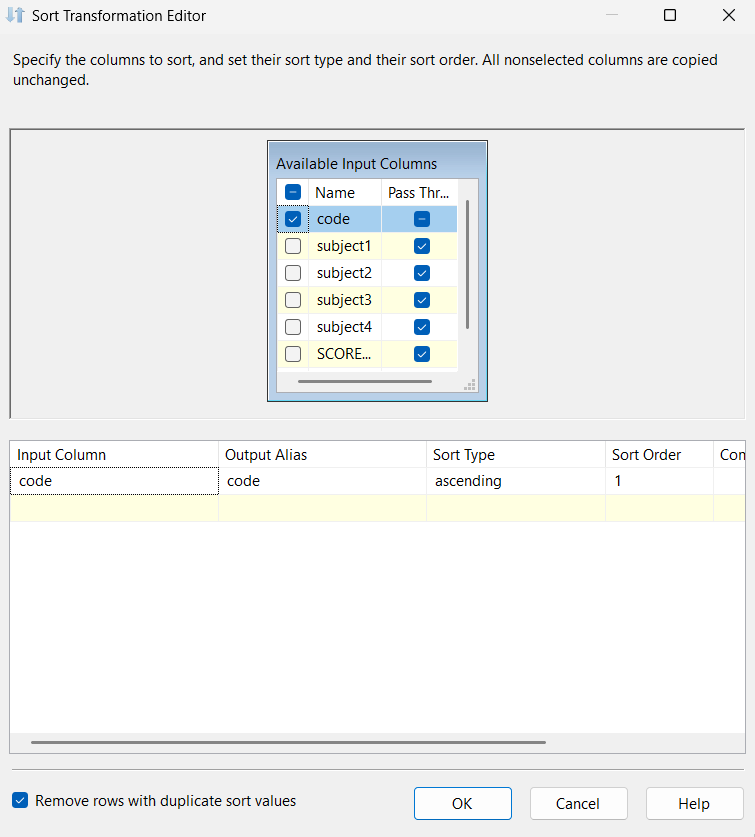 Sort Transformation Editor
Specify the columns to sort, and set their sort type and their sort order. All nonselected columns are copied
unchanged.
Available Input Columns
Name Pass Thr...
code
subject1
subject2
subject3
subject4
SCORE...
Input Column Output Alias Sort Type Sort Order Con
code code ascending 1
Remove rows with duplicate sort values
OK Cancel Help